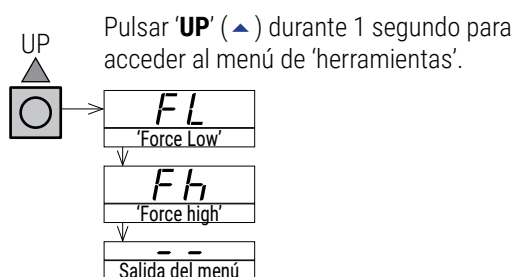 Pulsar ‘UP’ (▲) durante 1 segundo para
acceder al menú de ‘herramientas’.
UP
FL
‘Force Low’
Fh
‘Force high’
– –
Salida del menú